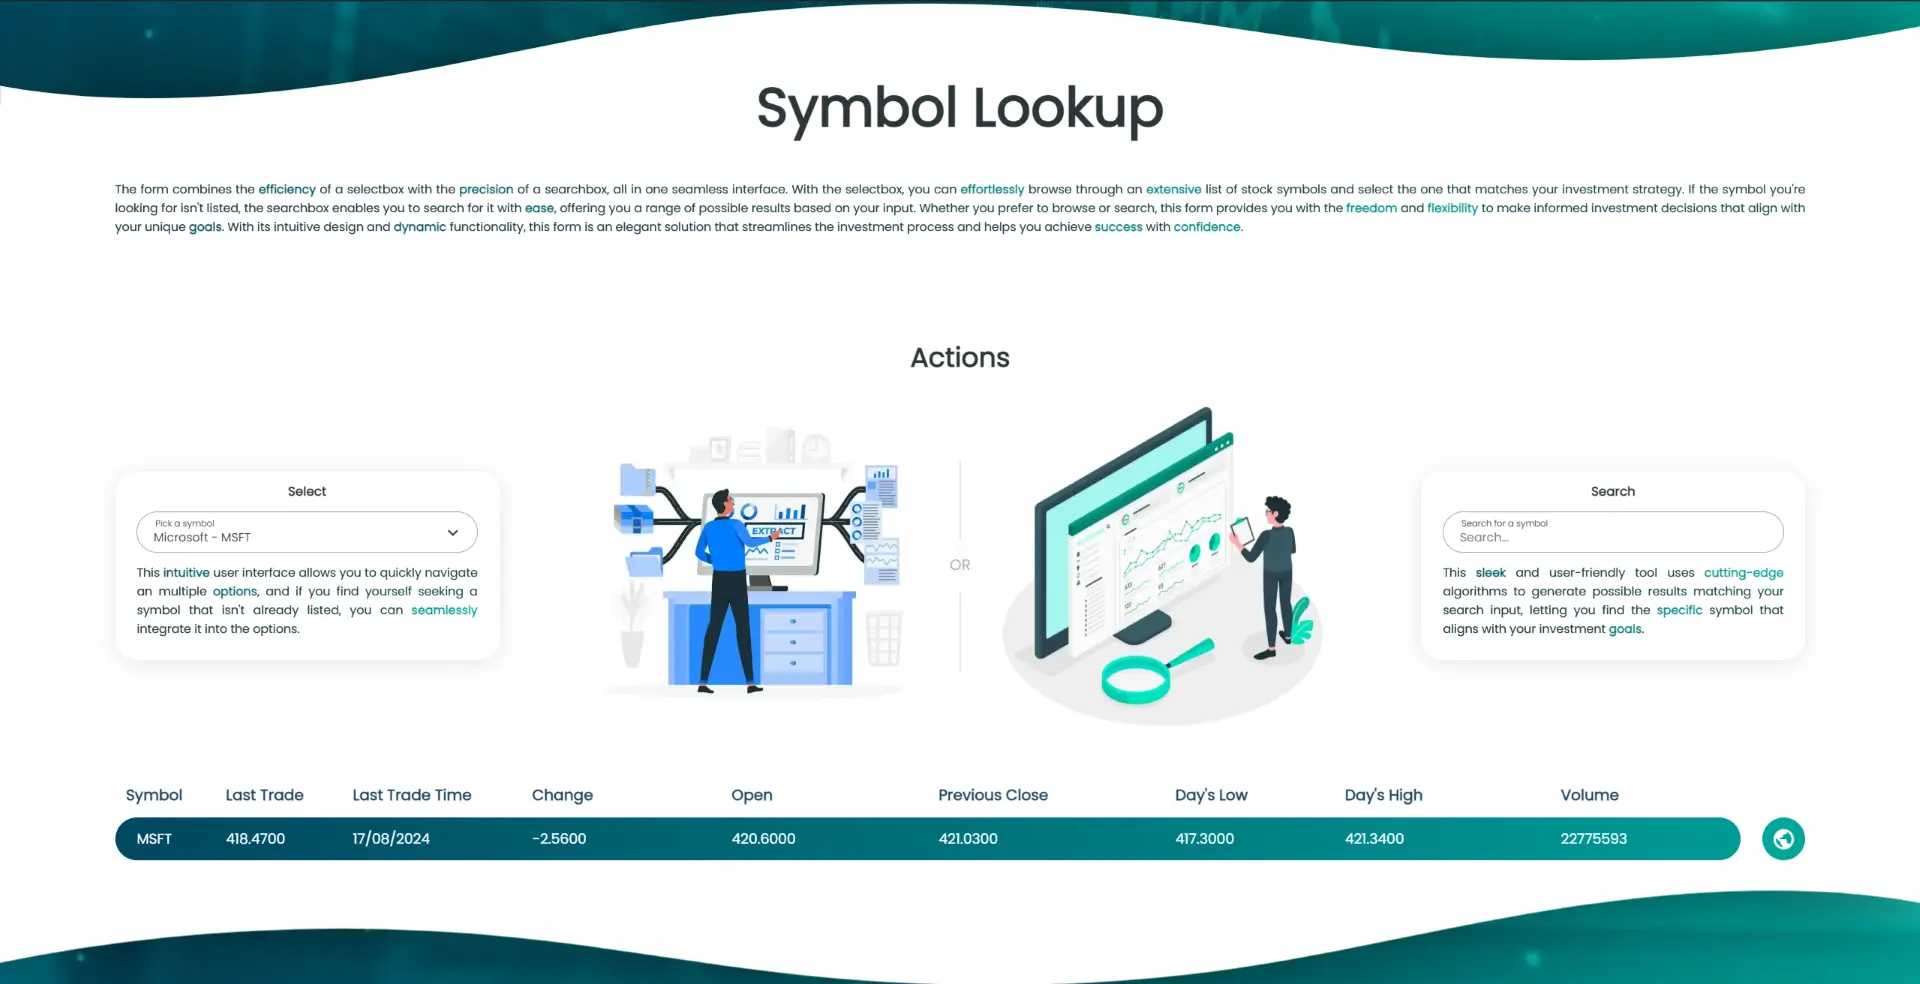 Symbol Lookup
The form combines the efficiency of a selectbox with the precision of a searchbox, all in one seamless interface. With the selectbox, you can effortlessly browse through an extensive list of stock symbols and select the one that matches your investment strategy. If the symbol you're
looking for isn't listed, the searchbox enables you to search for it with ease, offering you a range of possible results based on your input. Whether you prefer to browse or search, this form provides you with the freedom and flexibility to make informed investment decisions that align with
your unique goals. With its intuitive design and dynamic functionality, this form is an elegant solution that streamlines the investment process and helps you achieve success with confidence.
Actions
Select
Pick a symbol
Microsoft - MSFT
This intuitive user interface allows you to quickly navigate
an multiple options, and if you find yourself seeking a
symbol that isn't already listed, you can seamlessly
integrate it into the options.
EXTRACT
OR
Search
Search for a symbol
Search...
This sleek and user-friendly tool uses cutting-edge
algorithms to generate possible results matching your
search input, letting you find the specific symbol that
aligns with your investment goals.
Symbol Last Trade Last Trade Time Change Open Previous Close Day's Low Day's High Volume
MSFT 418.4700 17/08/2024 -2.5600 420.6000 421.0300 417.3000 421.3400 22775593